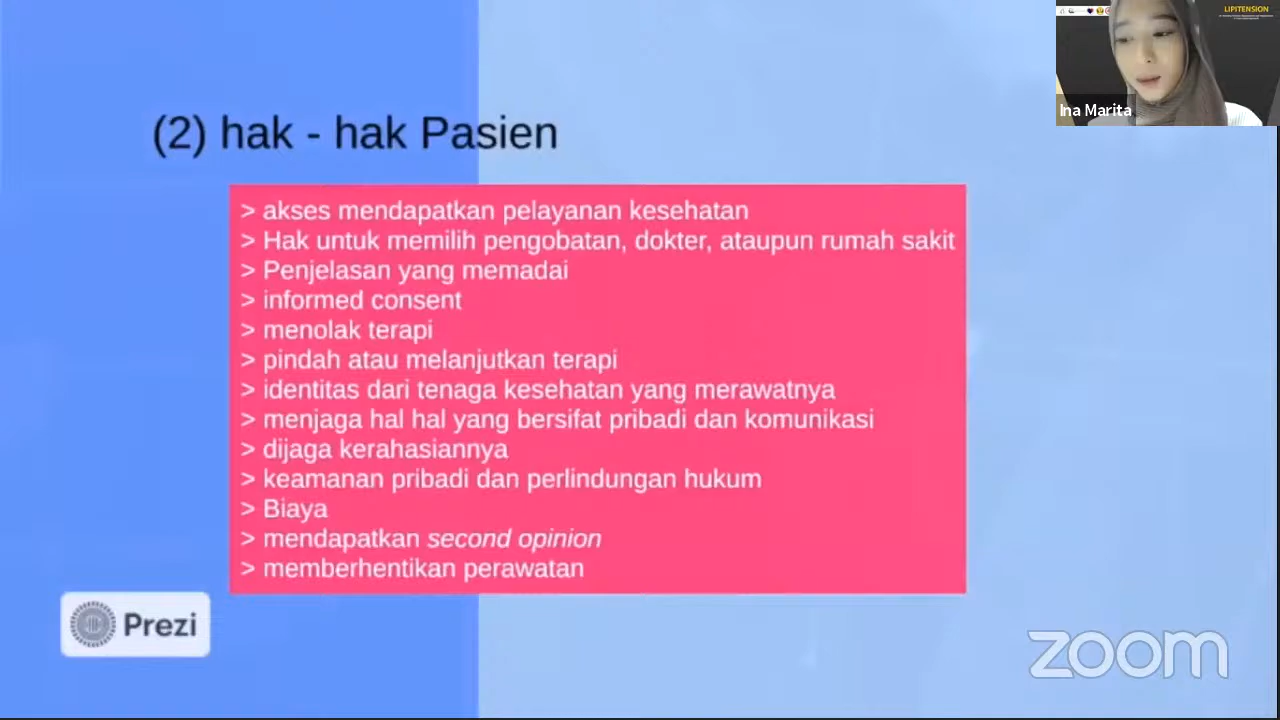 LIPITENSION
Ina Marita
(2) hak - hak Pasien
> akses mendapatkan pelayanan kesehatan
> Hak untuk memilih pengobatan, dokter, ataupun rumah sakit
> Penjelasan yang memadai
> informed consent
> menolak terapi
> pindah atau melanjutkan terapi
> identitas dari tenaga kesehatan yang merawatnya
> menjaga hal hal yang bersifat pribadi dan komunikasi
> dijaga kerahasiannya
> keamanan pribadi dan perlindungan hukum
> Biaya
> mendapatkan second opinion
> memberhentikan perawatan
Prezi
zoom